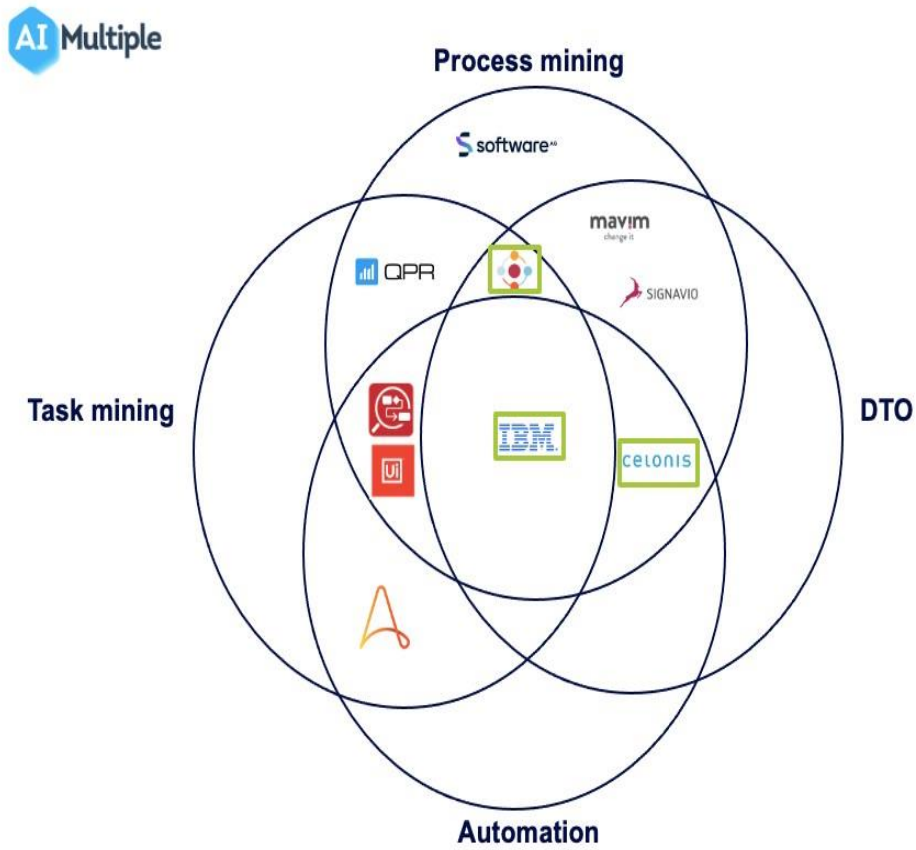 AI Multiple
Process mining
software AG
mavim
change it
QPR
SIGNAVIO
Task mining
DTO
IBM.
celonis
Ui
Automation